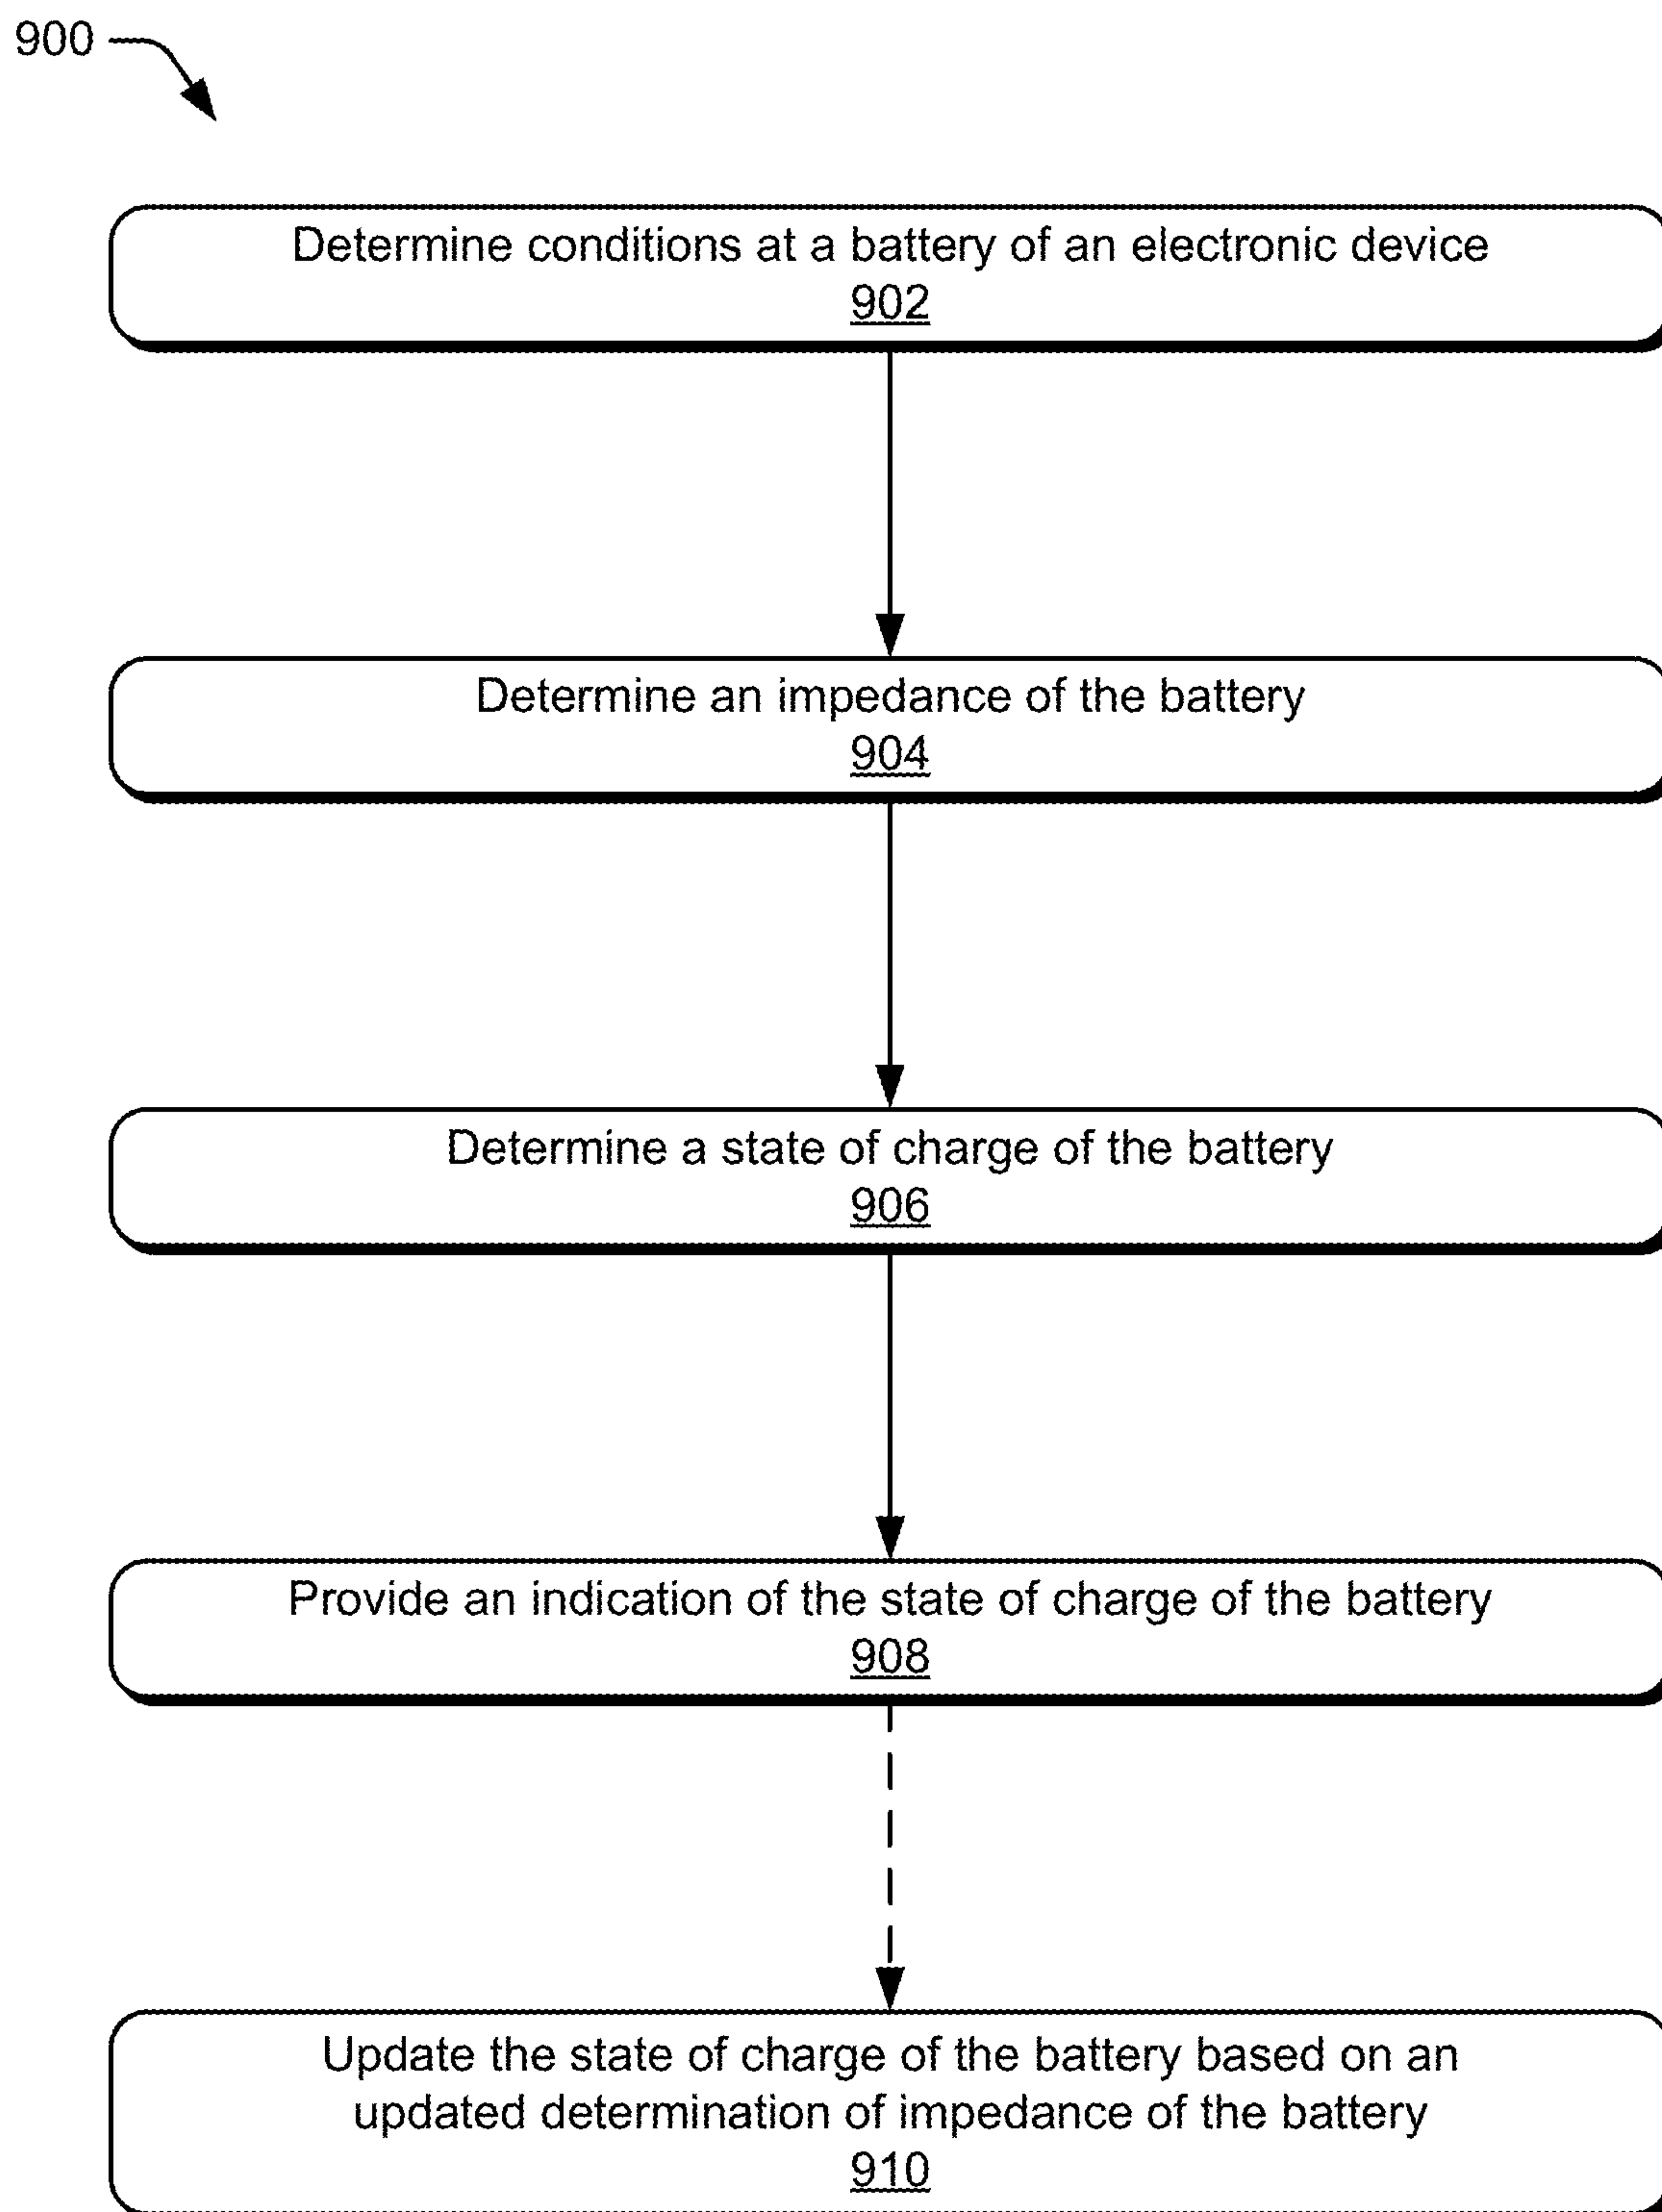 900
Determine conditions at a battery of an electronic device
902
Determine an impedance of the battery
904
Determine a state of charge of the battery
906
Provide an indication of the state of charge of the battery
908
Update the state of charge of the battery based on an
updated determination of impedance of the battery
910